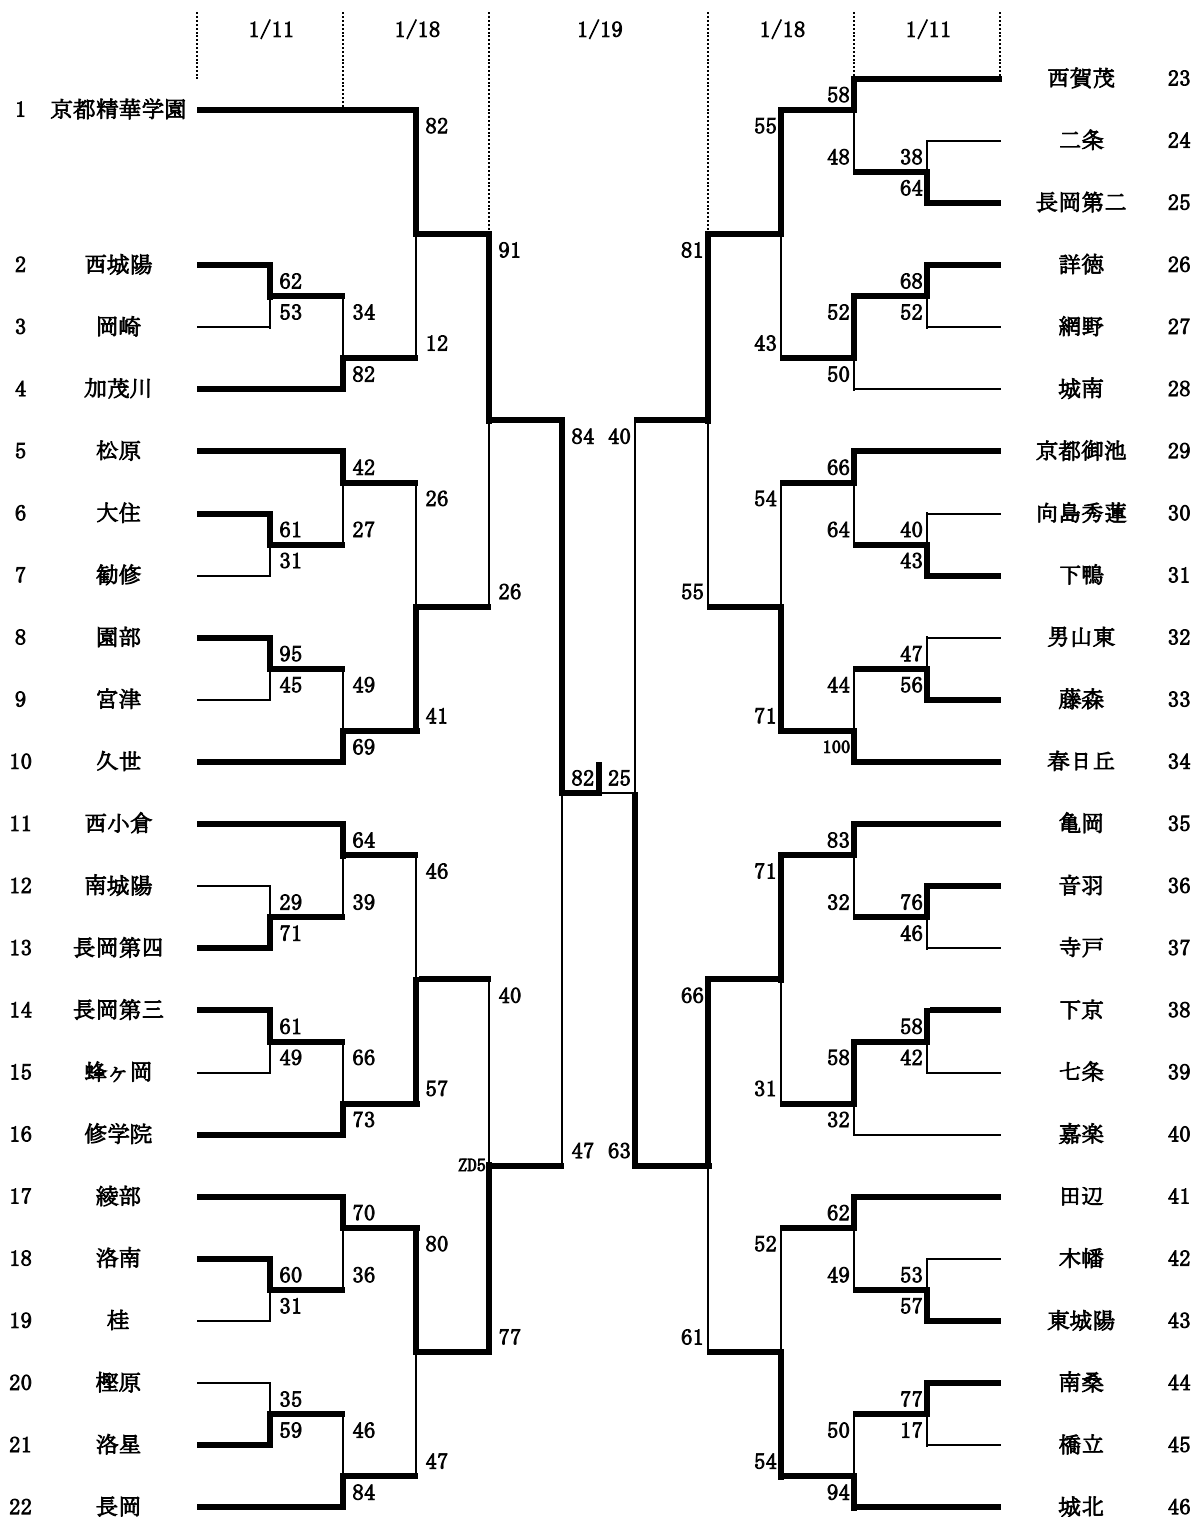 1/11 1/18 1/19 1/18 1/11
西賀茂 23
58
1 京都精華学園
82 55
二条 24
48 38
64
長岡第二 25
91 81
2 西城陽 詳徳 26
62 68
53 34 52 52
3 岡崎 網野 27
12 43
82 50
4 加茂川 城南 28
84 40
5 松原 京都御池 29
42 66
26 54
6 大住 向島秀蓮 30
61 27 64 40
31 43
7 勧修 下鴨 31
26 55
8 園部 男山東 32
95 47
45 49 44 56
9 宮津 藤森 33
41 71
69 100
10 久世 春日丘 34
82 25
11 西小倉 亀岡 35
64 83
46 71
12 南城陽 音羽 36
29 39 32 76
71 46
13 長岡第四 寺戸 37
40 66
14 長岡第三 下京 38
61 58
49 66 58 42
15 蜂ヶ岡 七条 39
57 31
73 32
16 修学院 嘉楽 40
47 63
ZD5
17 綾部 田辺 41
70 62
80 52
18 洛南 木幡 42
60 36 49 53
31 57
19 桂 東城陽 43
77 61
20 樫原 南桑 44
35 77
59 46 50 17
21 洛星 橋立 45
47 54
84 94
22 長岡 城北 46